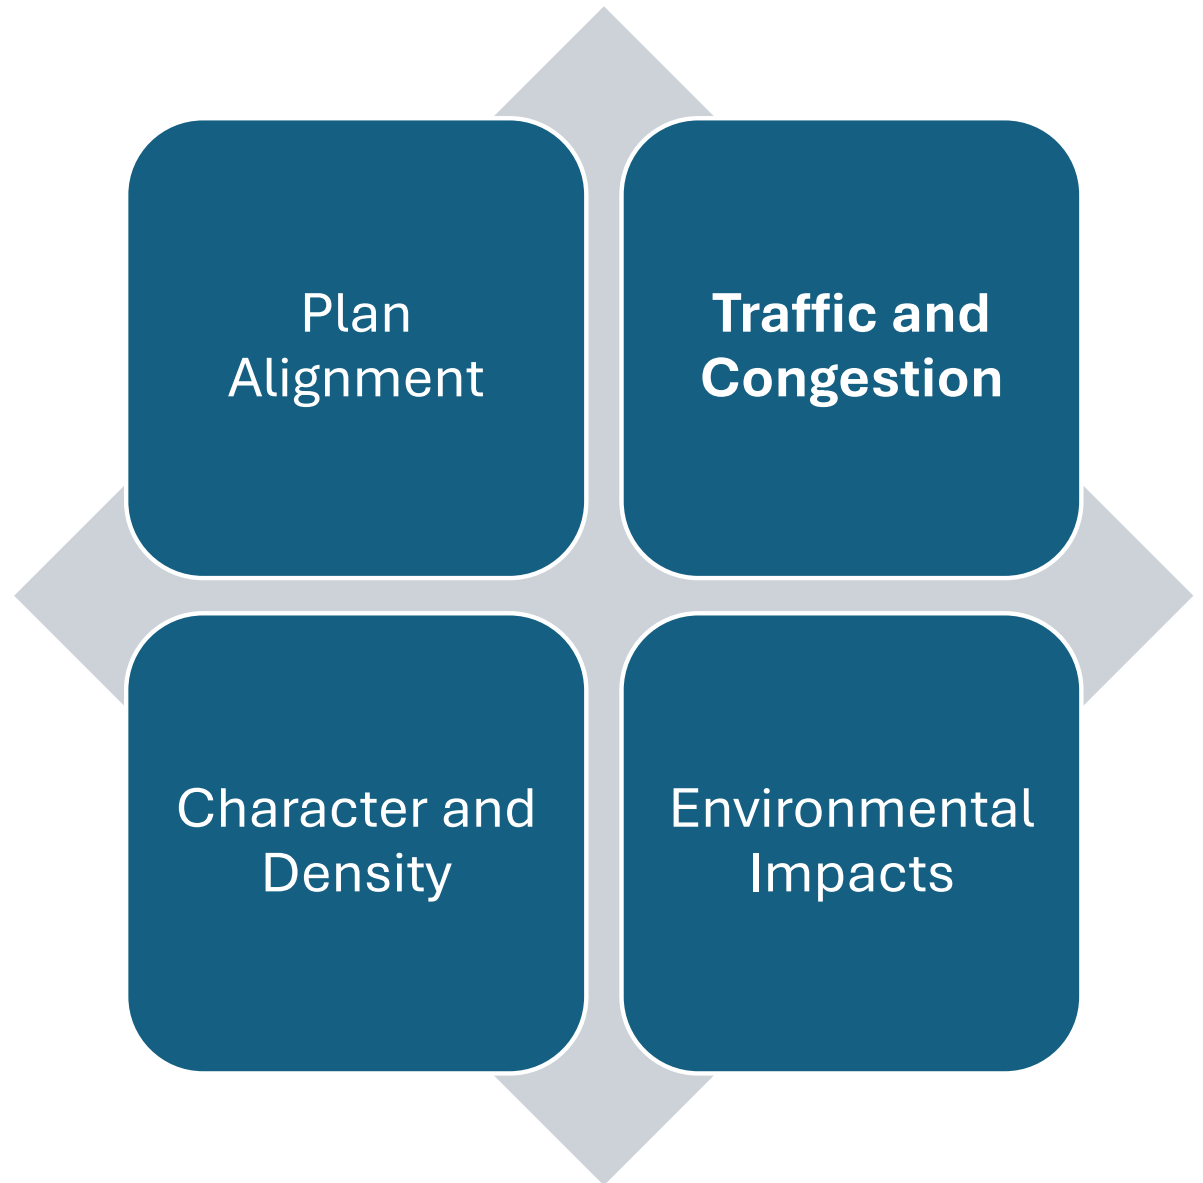 Plan
Alignment
Traffic and
Congestion
Character and
Density
Environmental
Impacts